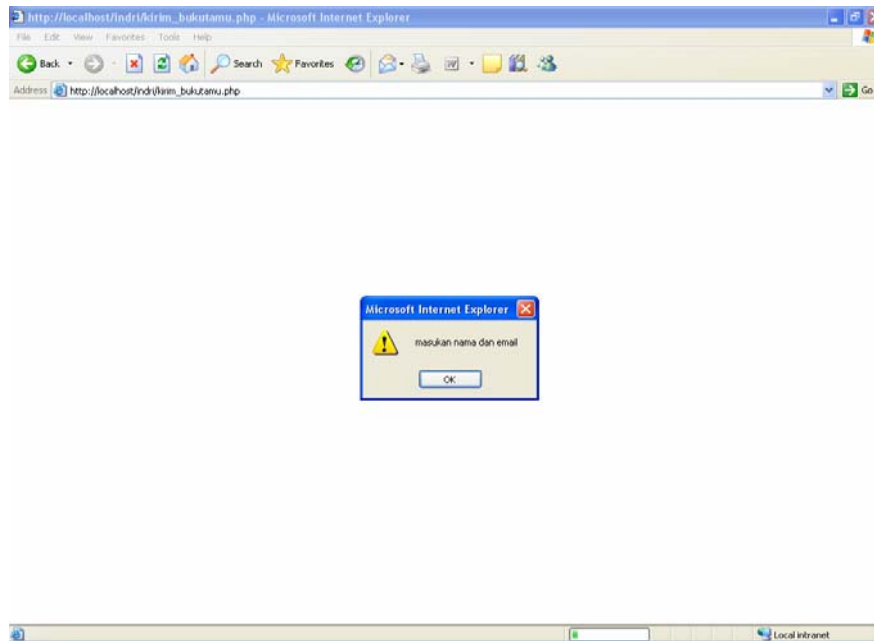 http://localhost/indri/kirim_bukutamu.php - Microsoft Internet Explorer
File Edit View Favorites Tools Help
Back Search Favorites
Address http://localhost/indri/kirim_bukutamu.php Go
Microsoft Internet Explorer
masukan nama dan email
OK
Local intranet